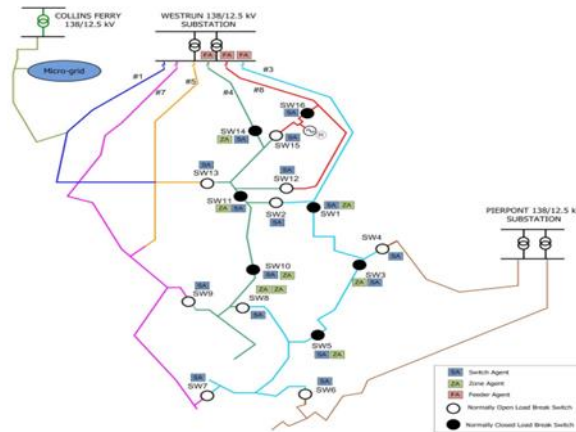 COLLINS FERRY
138/12.5 kV
WESTRUN 138/12.5 kV
SUBSTATION
Micro-grid
#1
#7
#5
#4
#6
#3
FA
FA
FA
SW16
SA
SW14
ZA
SA
SW15
SA
SA
SW13
SA
SW12
SW11
ZA
SA
SW2
SA
SA
ZA
SW1
PIERPONT 138/12.5 kV
SUBSTATION
SW4
SA
SW3
ZA
SA
SW10
ZA
SA
ZA
ZA
SA
SW9
SW8
SA
SW5
SA
ZA
SA
SW7
SA
SW6
SA
Switch Agent
ZA
Zone Agent
FA
Feeder Agent
Normally Open Load Break Switch
Normally Closed Load Break Switch